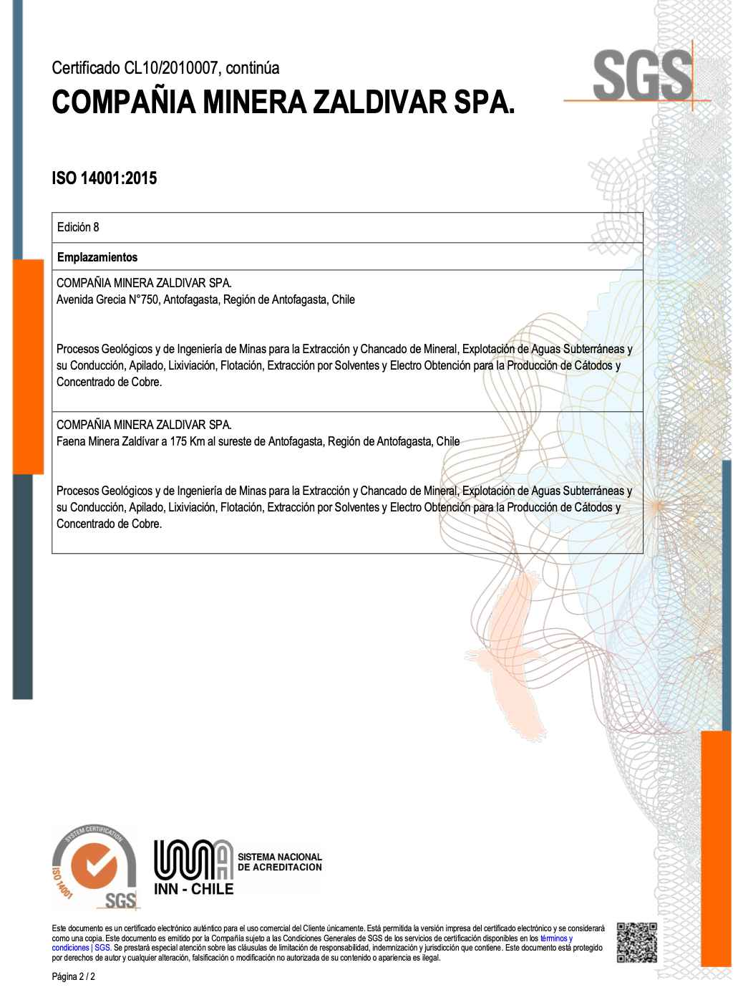 Certificado CL10/2010007, continúa
SGS
COMPAÑIA MINERA ZALDIVAR SPA.
ISO 14001:2015
Edición 8
Emplazamientos
COMPAÑIA MINERA ZALDIVAR SPA.
Avenida Grecia N°750, Antofagasta, Región de Antofagasta, Chile
Procesos Geológicos y de Ingeniería de Minas para la Extracción y Chancado de Mineral, Explotación de Aguas Subterráneas y
su Conducción, Apilado, Lixiviación, Flotación, Extracción por Solventes y Electro Obtención para la Producción de Cátodos y
Concentrado de Cobre.
COMPAÑIA MINERA ZALDIVAR SPA.
Faena Minera Zaldívar a 175 Km al sureste de Antofagasta, Región de Antofagasta, Chile
Procesos Geológicos y de Ingeniería de Minas para la Extracción y Chancado de Mineral, Explotación de Aguas Subterráneas y
su Conducción, Apilado, Lixiviación, Flotación, Extracción por Solventes y Electro Obtención para la Producción de Cátodos y
Concentrado de Cobre.
SYSTEM CERTIFICATION
ISO 14001
SGS
INN - CHILE
SISTEMA NACIONAL
DE ACREDITACION
Este documento es un certificado electrónico auténtico para el uso comercial del Cliente únicamente. Está permitida la versión impresa del certificado electrónico y se considerará
como una copia. Este documento es emitido por la Compañía sujeto a las Condiciones Generales de SGS de los servicios de certificación disponibles en los términos y
condiciones | SGS. Se prestará especial atención sobre las cláusulas de limitación de responsabilidad, indemnización y jurisdicción que contiene. Este documento está protegido
por derechos de autor y cualquier alteración, falsificación o modificación no autorizada de su contenido o apariencia es ilegal.
Página 2 / 2